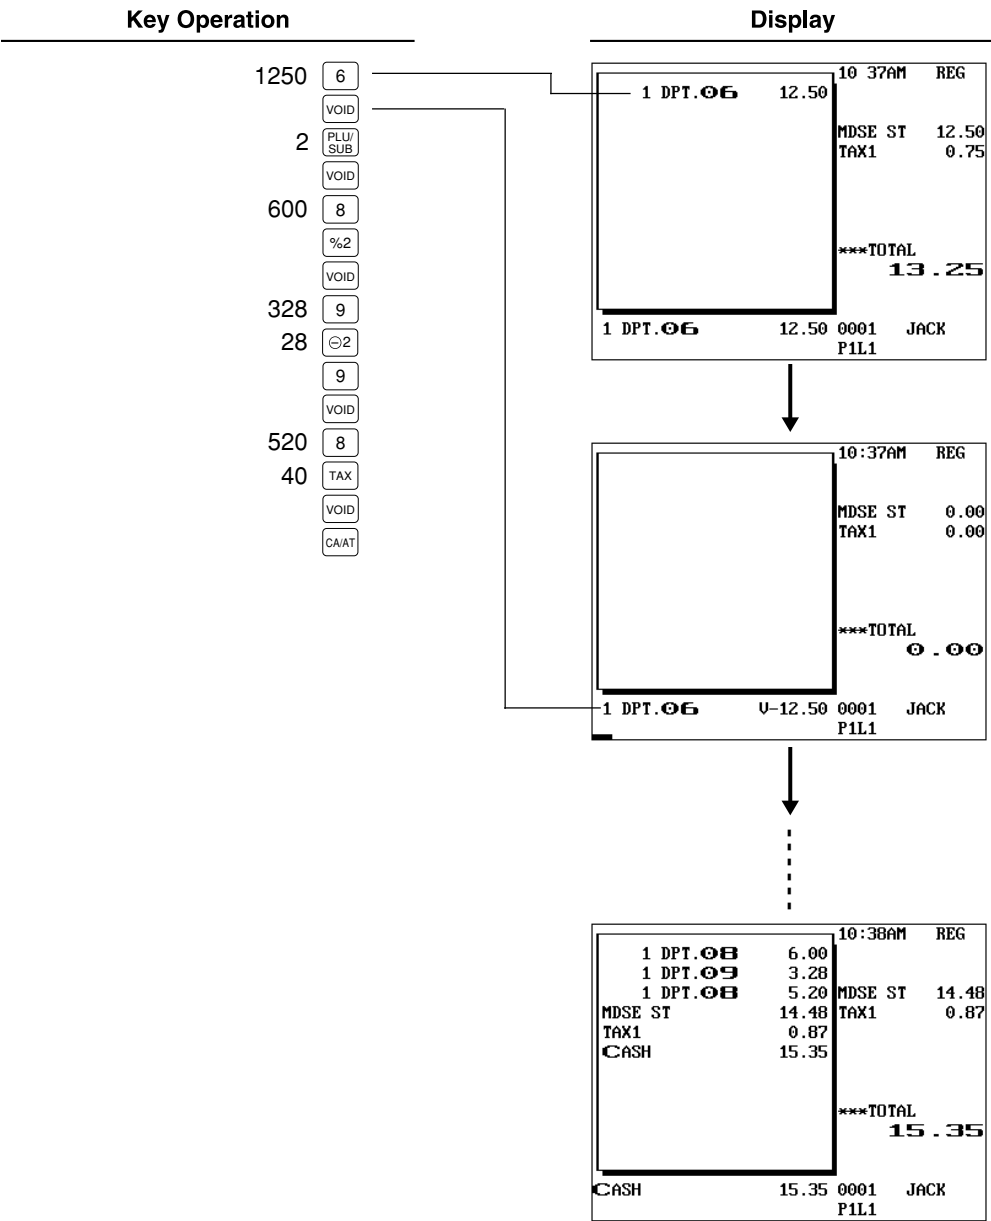 Key Operation
1250 6
VOID
2 PLU/
SUB
VOID
600 8
%2
VOID
328 9
28 ⊖2
9
VOID
520 8
40 TAX
VOID
CA/AT
Display
10 37AM REG
1 DPT.06 12.50
MDSE ST 12.50
TAX1 0.75
***TOTAL
13.25
1 DPT.06 12.50 0001 JACK
P1L1
10:37AM REG
MDSE ST 0.00
TAX1 0.00
***TOTAL
0.00
1 DPT.06 V-12.50 0001 JACK
P1L1
10:38AM REG
1 DPT.08 6.00
1 DPT.09 3.28
1 DPT.08 5.20 MDSE ST 14.48
MDSE ST 14.48 TAX1 0.87
TAX1 0.87
CASH 15.35
***TOTAL
15.35
CASH 15.35 0001 JACK
P1L1